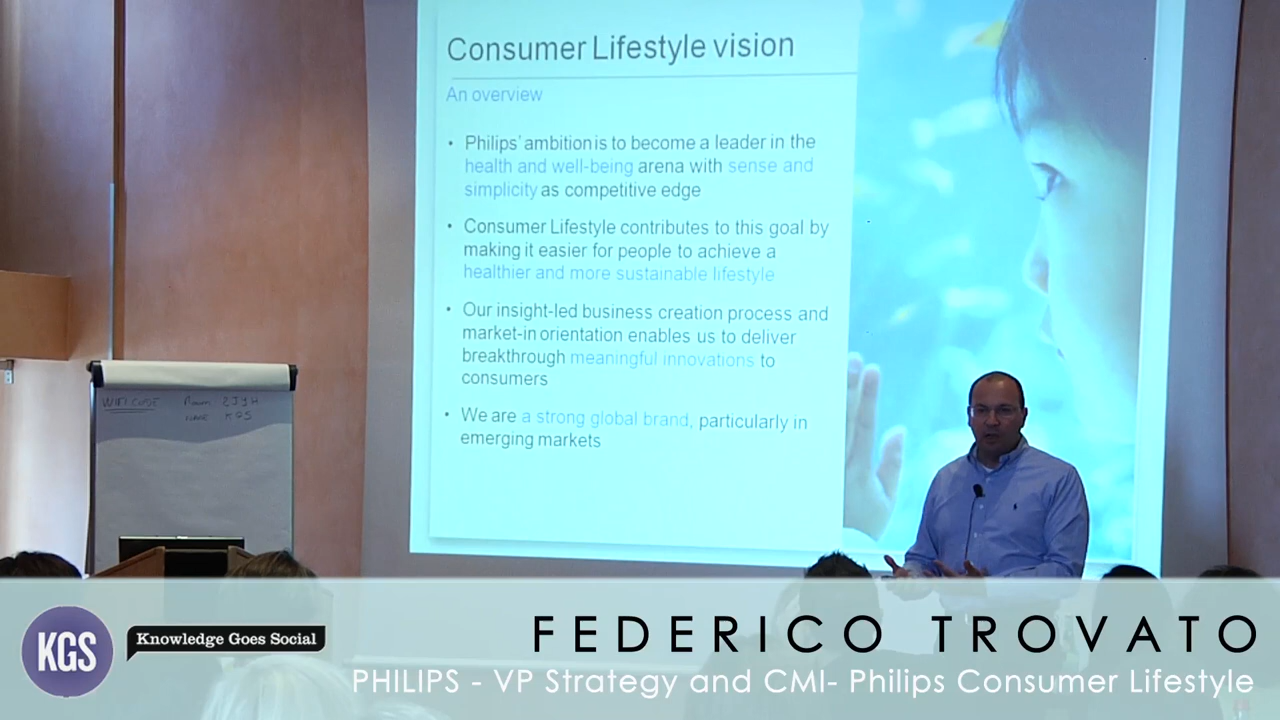 Consumer Lifestyle vision
An overview
• Philips' ambition is to become a leader in the
health and well-being arena with sense and
simplicity as competitive edge
• Consumer Lifestyle contributes to this goal by
making it easier for people to achieve a
healthier and more sustainable lifestyle
• Our insight-led business creation process and
market-in orientation enables us to deliver
breakthrough meaningful innovations to
consumers
• We are a strong global brand, particularly in
emerging markets
WIFI CODE
KGS
Knowledge Goes Social
FEDERICO TROVATO
PHILIPS - VP Strategy and CMI- Philips Consumer Lifestyle